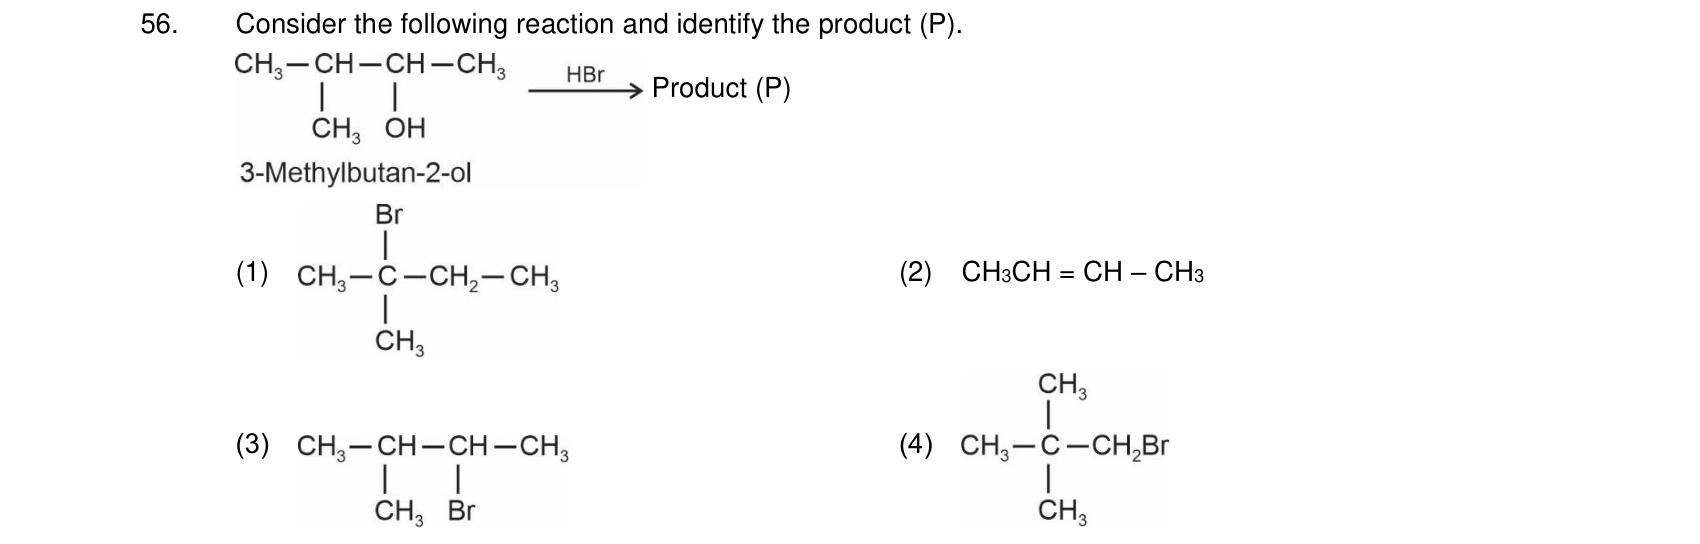 56. Consider the following reaction and identify the product (P).
CH₃–CH–CH–CH₃
HBr
Product (P)
CH₃ OH
3-Methylbutan-2-ol
Br
(1) CH₃–C–CH₂–CH₃
CH₃
(2) CH3CH = CH – CH3
(3) CH₃–CH–CH–CH₃
CH₃ Br
CH₃
(4) CH₃–C–CH₂Br
CH₃